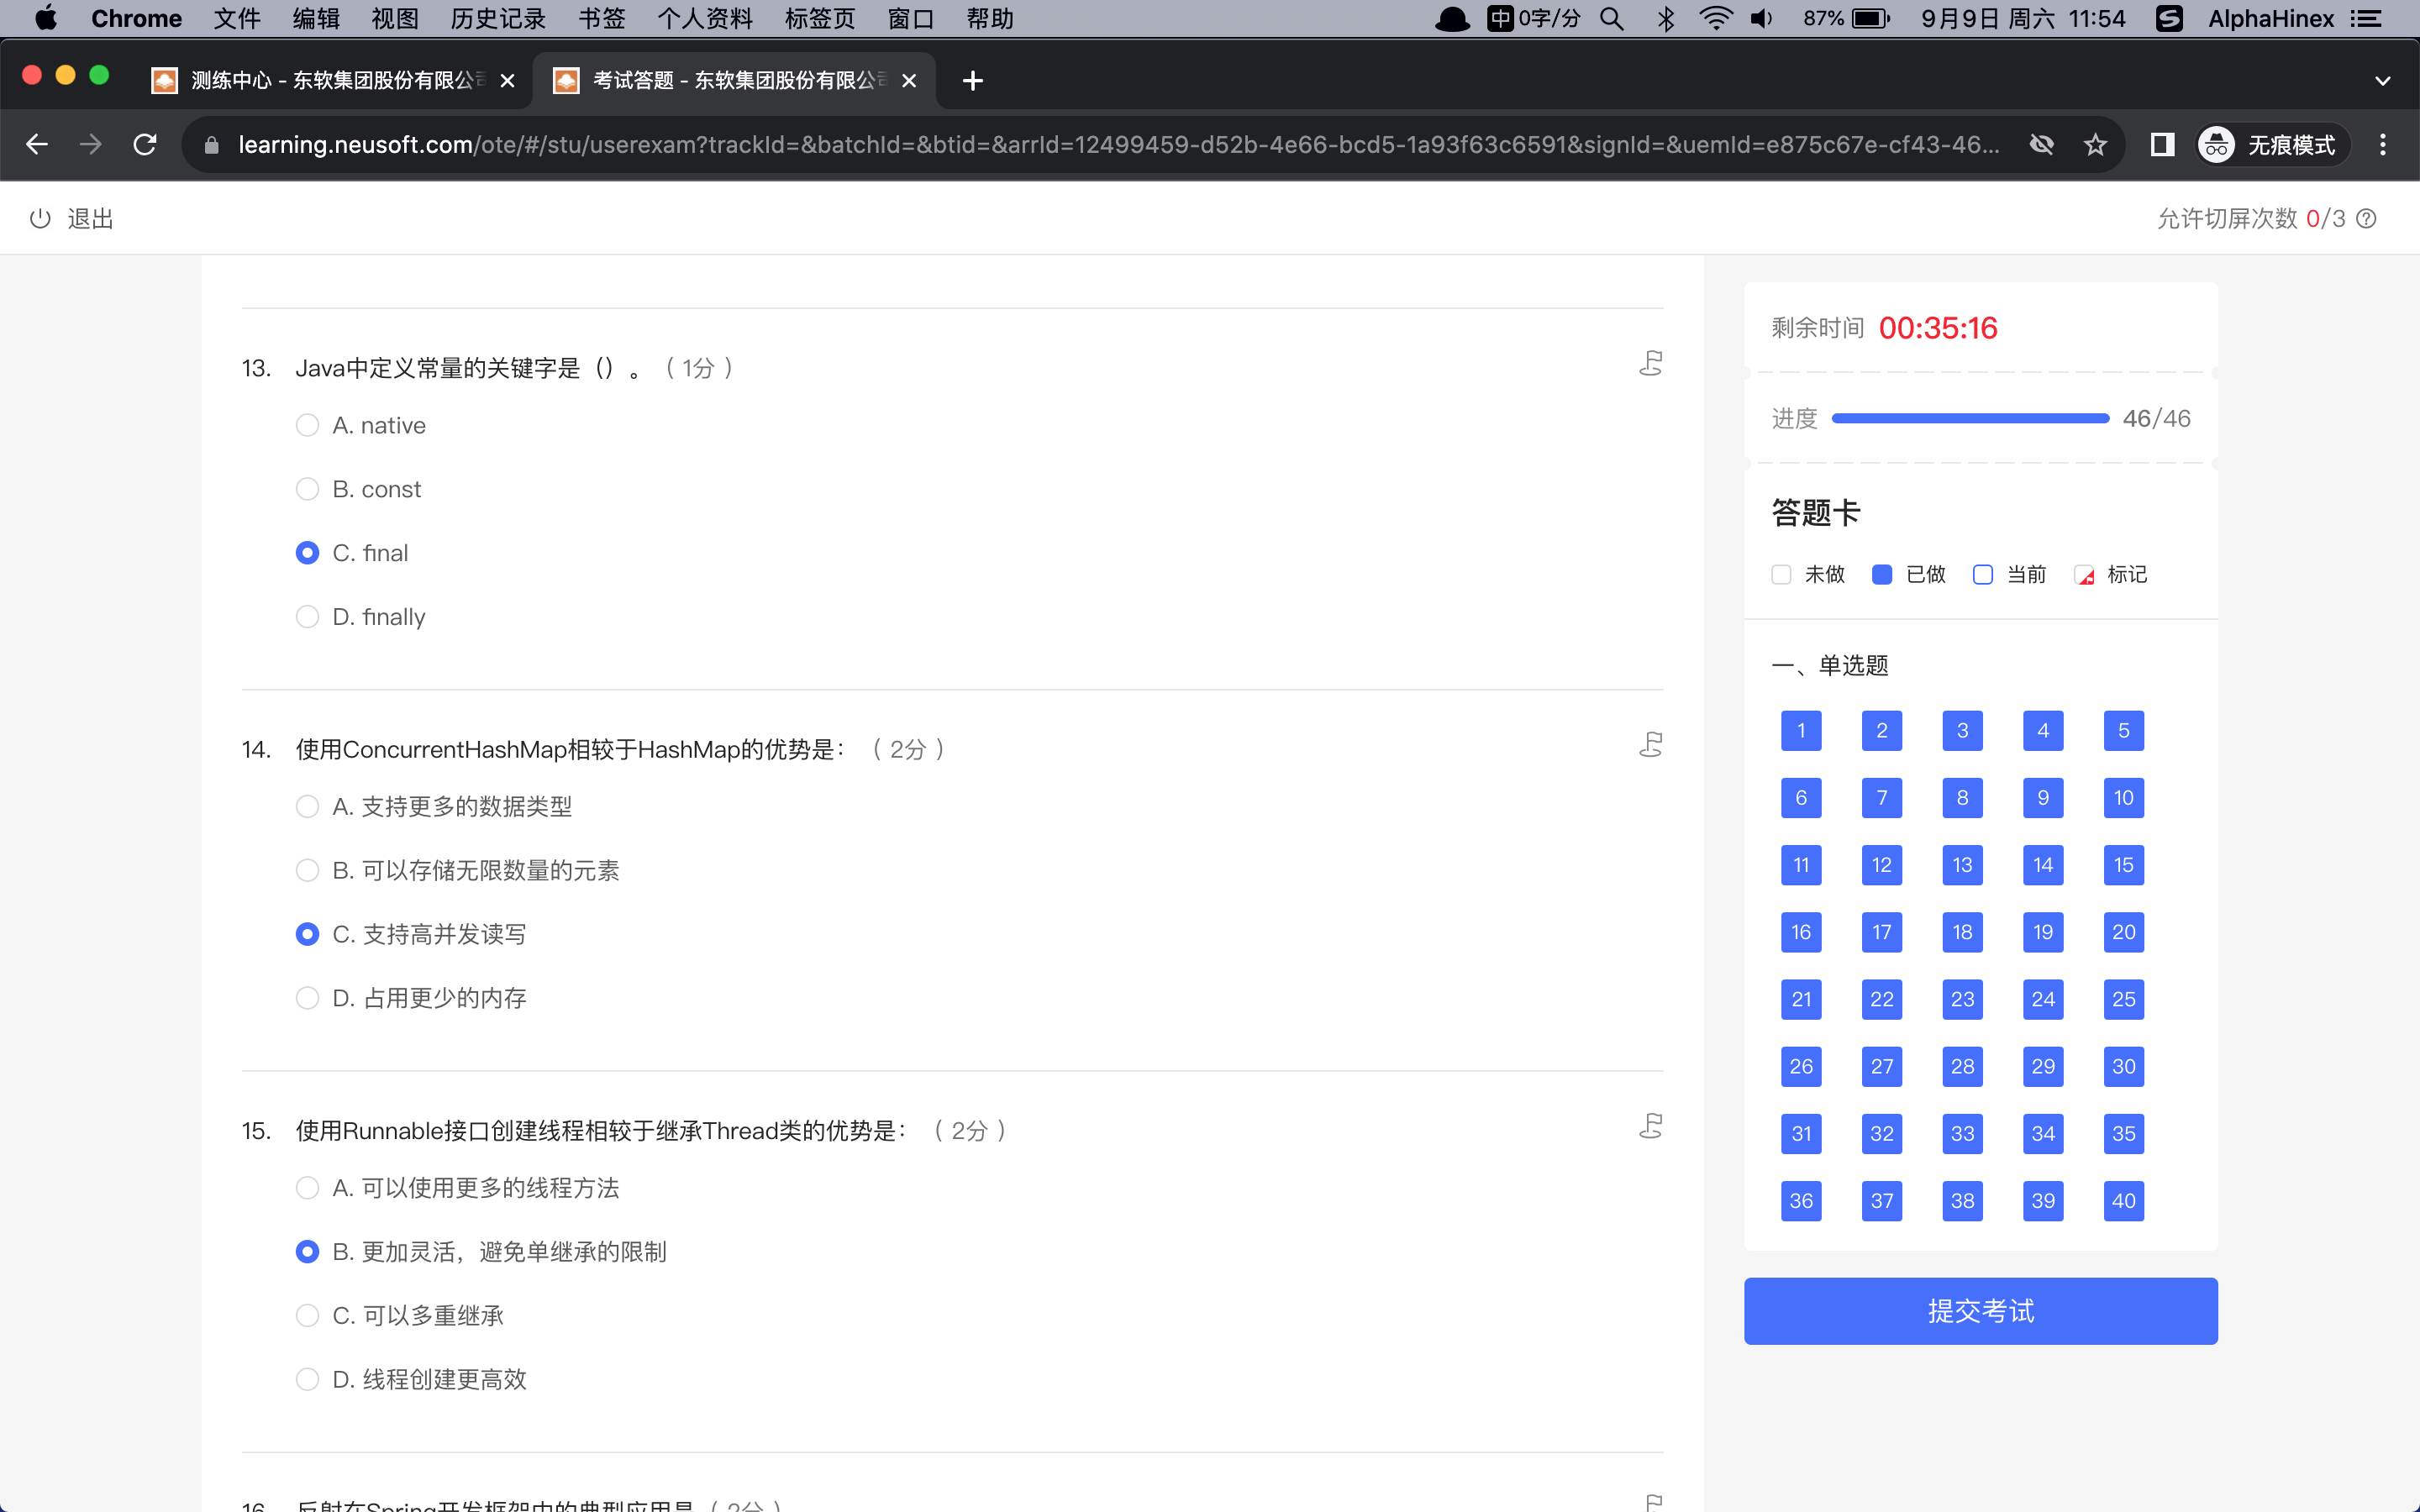 Chrome 文件 编辑 视图 历史记录 书签 个人资料 标签页 窗口 帮助 中 0字/分 87% 9月9日 周六 11:54 AlphaHinex
测练中心 - 东软集团股份有限公司 考试答题 - 东软集团股份有限公司
learning.neusoft.com/ote/#/stu/userexam?trackId=&batchId=&btid=&arrId=12499459-d52b-4e66-bcd5-1a93f63c6591&signId=&uemId=e875c67e-cf43-46... 无痕模式
退出
允许切屏次数 0/3
13. Java中定义常量的关键字是（）。（ 1分 ）
A. native
B. const
C. final
D. finally
14. 使用ConcurrentHashMap相较于HashMap的优势是：（ 2分 ）
A. 支持更多的数据类型
B. 可以存储无限数量的元素
C. 支持高并发读写
D. 占用更少的内存
15. 使用Runnable接口创建线程相较于继承Thread类的优势是：（ 2分 ）
A. 可以使用更多的线程方法
B. 更加灵活，避免单继承的限制
C. 可以多重继承
D. 线程创建更高效
16. 反射在Spring开发框架中的典型应用是（ 2分 ）
剩余时间 00:35:16
进度 46/46
答题卡
未做 已做 当前 标记
一、单选题
1 2 3 4 5
6 7 8 9 10
11 12 13 14 15
16 17 18 19 20
21 22 23 24 25
26 27 28 29 30
31 32 33 34 35
36 37 38 39 40
提交考试